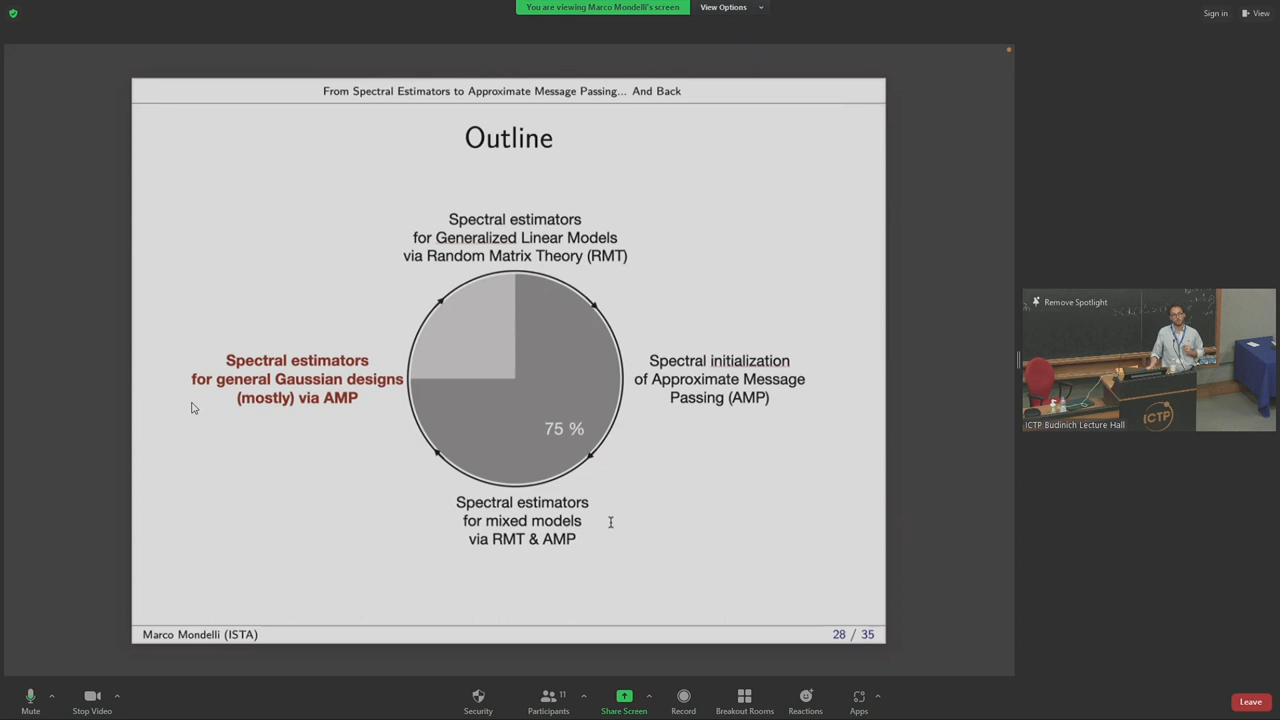 You are viewing Marco Mondelli's screen
View Options
Sign in
View
From Spectral Estimators to Approximate Message Passing... And Back
Outline
Spectral estimators
for Generalized Linear Models
via Random Matrix Theory (RMT)
Spectral estimators
for general Gaussian designs
(mostly) via AMP
Spectral initialization
of Approximate Message
Passing (AMP)
75 %
Spectral estimators
for mixed models
via RMT & AMP
Marco Mondelli (ISTA)
28 / 35
Remove Spotlight
ICTP
ICTP Budinich Lecture Hall
Mute
Stop Video
Security
Participants
11
Share Screen
Record
Breakout Rooms
Reactions
Apps
Leave